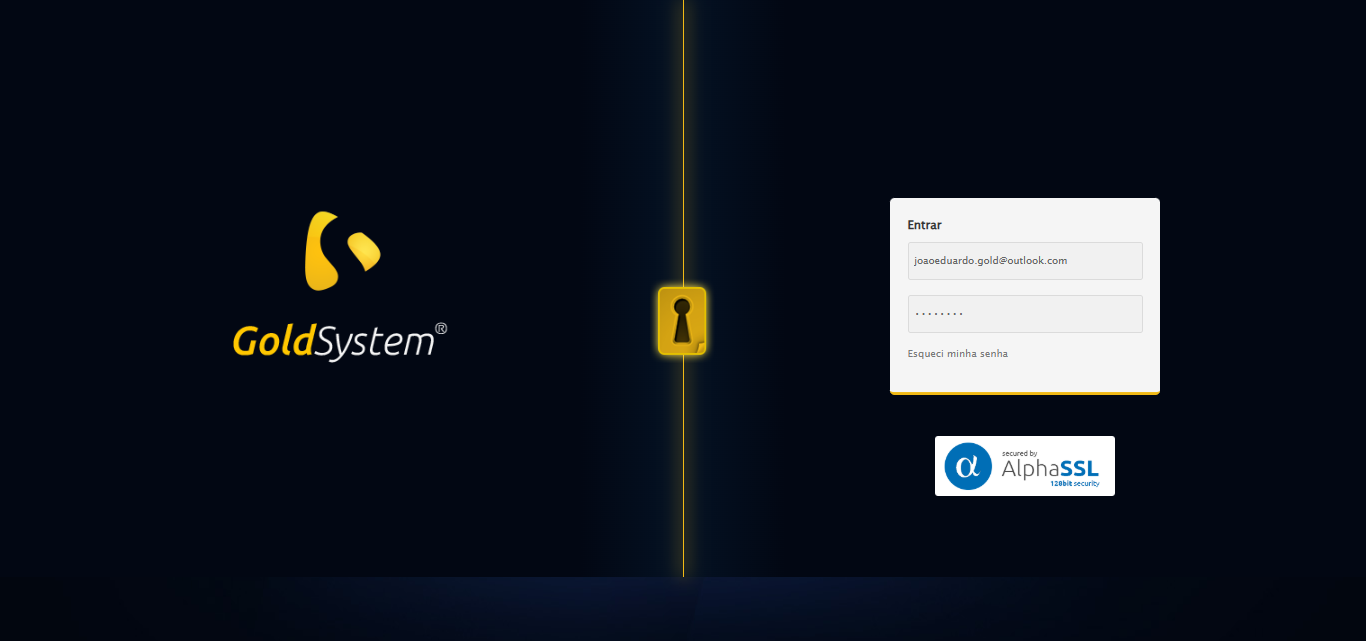 GoldSystem®
Entrar
joaoeduardo.gold@outlook.com
········
Esqueci minha senha
α
secured by
AlphaSSL
128bit security